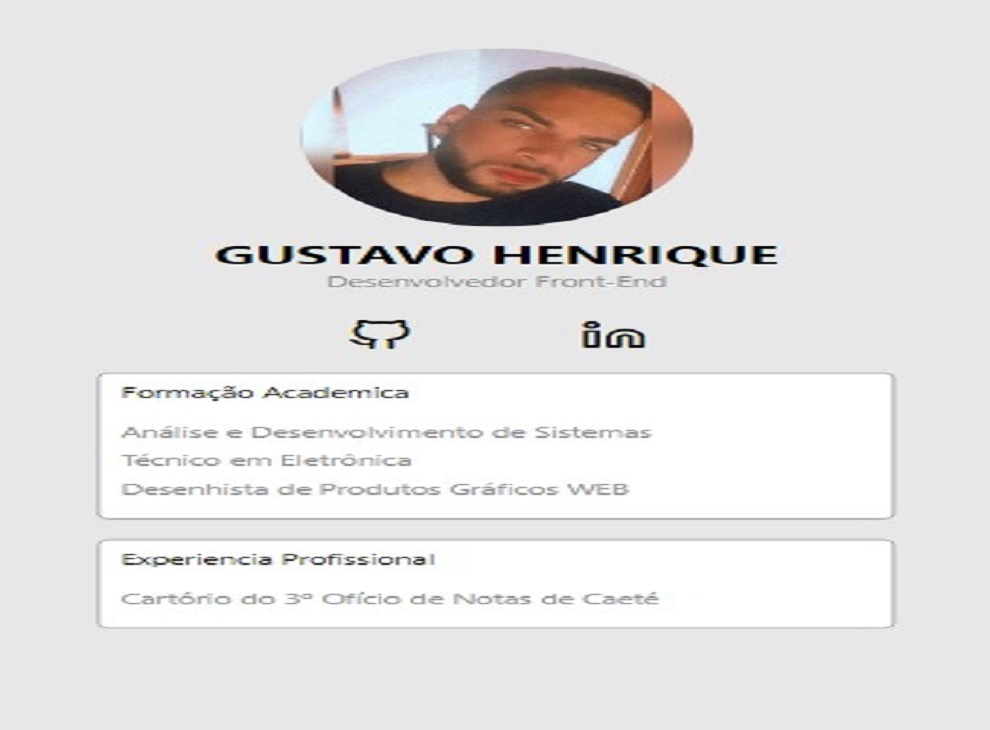 GUSTAVO HENRIQUE
Desenvolvedor Front-End
Formação Academica
Análise e Desenvolvimento de Sistemas
Técnico em Eletrônica
Desenhista de Produtos Gráficos WEB
Experiencia Profissional
Cartório do 3º Ofício de Notas de Caeté